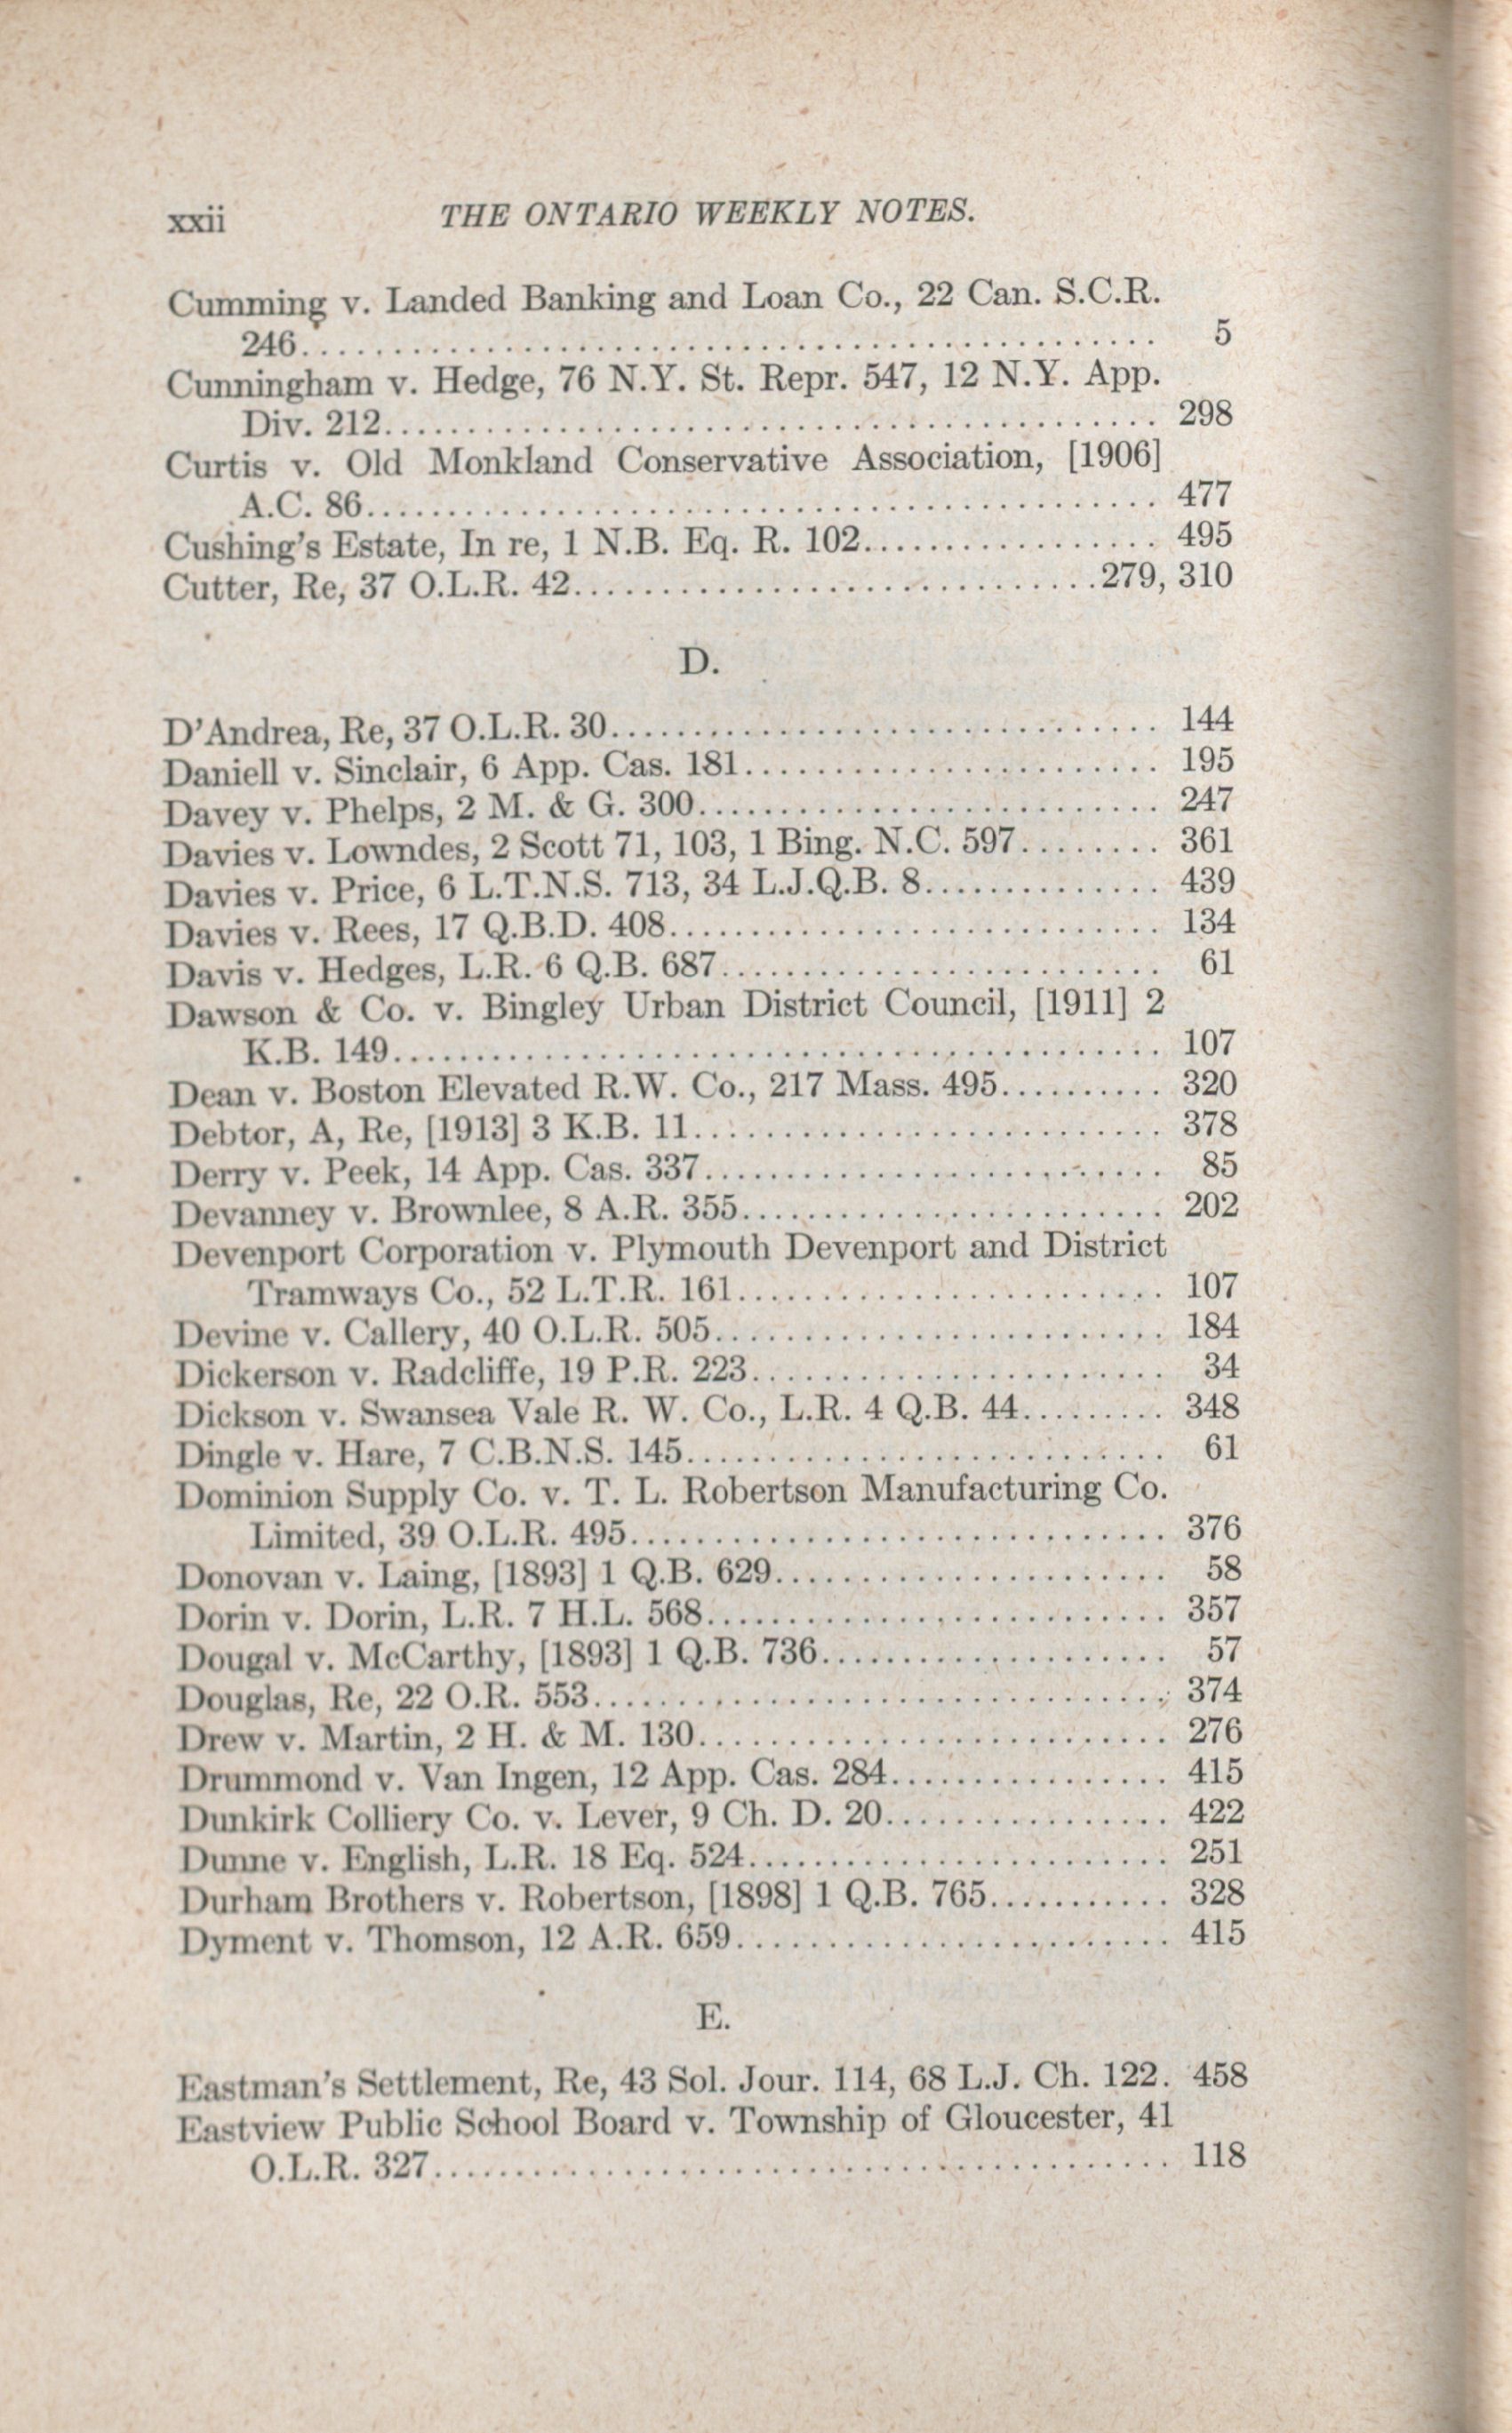 xxii THE ONTARIO WEEKLY NOTES.
Cumming v. Landed Banking and Loan Co., 22 Can. S.C.R.
246. . . . . . . . . . 5
Cunningham v. Hedge, 76 N.Y. St. Repr. 547, 12 N.Y. App.
Div. 212. . . . . . . . . . 298
Curtis v. Old Monkland Conservative Association, [1906]
A.C. 86. . . . . . . . . . 477
Cushing's Estate, In re, 1 N.B. Eq. R. 102. . . . . . . . . . 495
Cutter, Re, 37 O.L.R. 42. . . . . . . . . . 279, 310
D.
D'Andrea, Re, 37 O.L.R. 30. . . . . . . . . . 144
Daniell v. Sinclair, 6 App. Cas. 181. . . . . . . . . . 195
Davey v. Phelps, 2 M. & G. 300. . . . . . . . . . 247
Davies v. Lowndes, 2 Scott 71, 103, 1 Bing. N.C. 597. . . . . . . . 361
Davies v. Price, 6 L.T.N.S. 713, 34 L.J.Q.B. 8. . . . . . . . . . 439
Davies v. Rees, 17 Q.B.D. 408. . . . . . . . . . 134
Davis v. Hedges, L.R. 6 Q.B. 687. . . . . . . . . . 61
Dawson & Co. v. Bingley Urban District Council, [1911] 2
K.B. 149. . . . . . . . . . 107
Dean v. Boston Elevated R.W. Co., 217 Mass. 495. . . . . . . . . . 320
Debtor, A, Re, [1913] 3 K.B. 11. . . . . . . . . . 378
Derry v. Peek, 14 App. Cas. 337. . . . . . . . . . 85
Devanney v. Brownlee, 8 A.R. 355. . . . . . . . . . 202
Devenport Corporation v. Plymouth Devenport and District
Tramways Co., 52 L.T.R. 161. . . . . . . . . . 107
Devine v. Callery, 40 O.L.R. 505. . . . . . . . . . 184
Dickerson v. Radcliffe, 19 P.R. 223. . . . . . . . . . 34
Dickson v. Swansea Vale R. W. Co., L.R. 4 Q.B. 44. . . . . . . . . 348
Dingle v. Hare, 7 C.B.N.S. 145. . . . . . . . . . 61
Dominion Supply Co. v. T. L. Robertson Manufacturing Co.
Limited, 39 O.L.R. 495. . . . . . . . . . 376
Donovan v. Laing, [1893] 1 Q.B. 629. . . . . . . . . . 58
Dorin v. Dorin, L.R. 7 H.L. 568. . . . . . . . . . 357
Dougal v. McCarthy, [1893] 1 Q.B. 736. . . . . . . . . . 57
Douglas, Re, 22 O.R. 553. . . . . . . . . . 374
Drew v. Martin, 2 H. & M. 130. . . . . . . . . . 276
Drummond v. Van Ingen, 12 App. Cas. 284. . . . . . . . . . 415
Dunkirk Colliery Co. v. Lever, 9 Ch. D. 20. . . . . . . . . . 422
Dunne v. English, L.R. 18 Eq. 524. . . . . . . . . . 251
Durham Brothers v. Robertson, [1898] 1 Q.B. 765. . . . . . . . . . 328
Dyment v. Thomson, 12 A.R. 659. . . . . . . . . . 415
E.
Eastman's Settlement, Re, 43 Sol. Jour. 114, 68 L.J. Ch. 122. 458
Eastview Public School Board v. Township of Gloucester, 41
O.L.R. 327. . . . . . . . . . 118